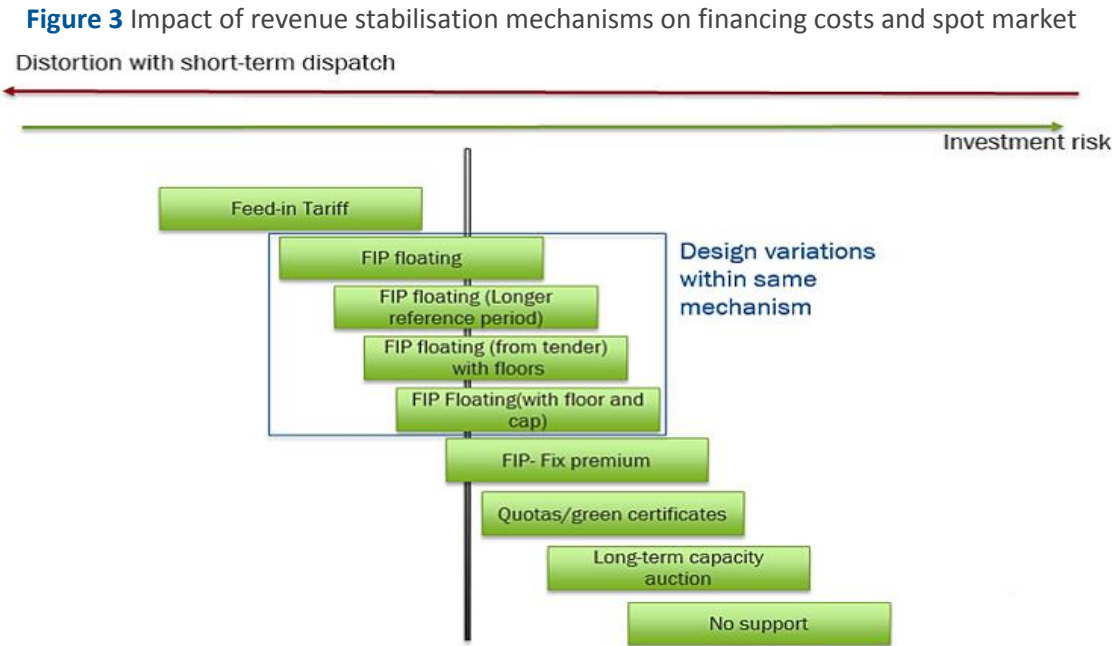 Figure 3 Impact of revenue stabilisation mechanisms on financing costs and spot market
Distortion with short-term dispatch
Investment risk
Feed-in Tariff
FIP floating
Design variations
within same
mechanism
FIP floating (Longer
reference period)
FIP floating (from tender)
with floors
FIP Floating(with floor and
cap)
FIP- Fix premium
Quotas/green certificates
Long-term capacity
auction
No support